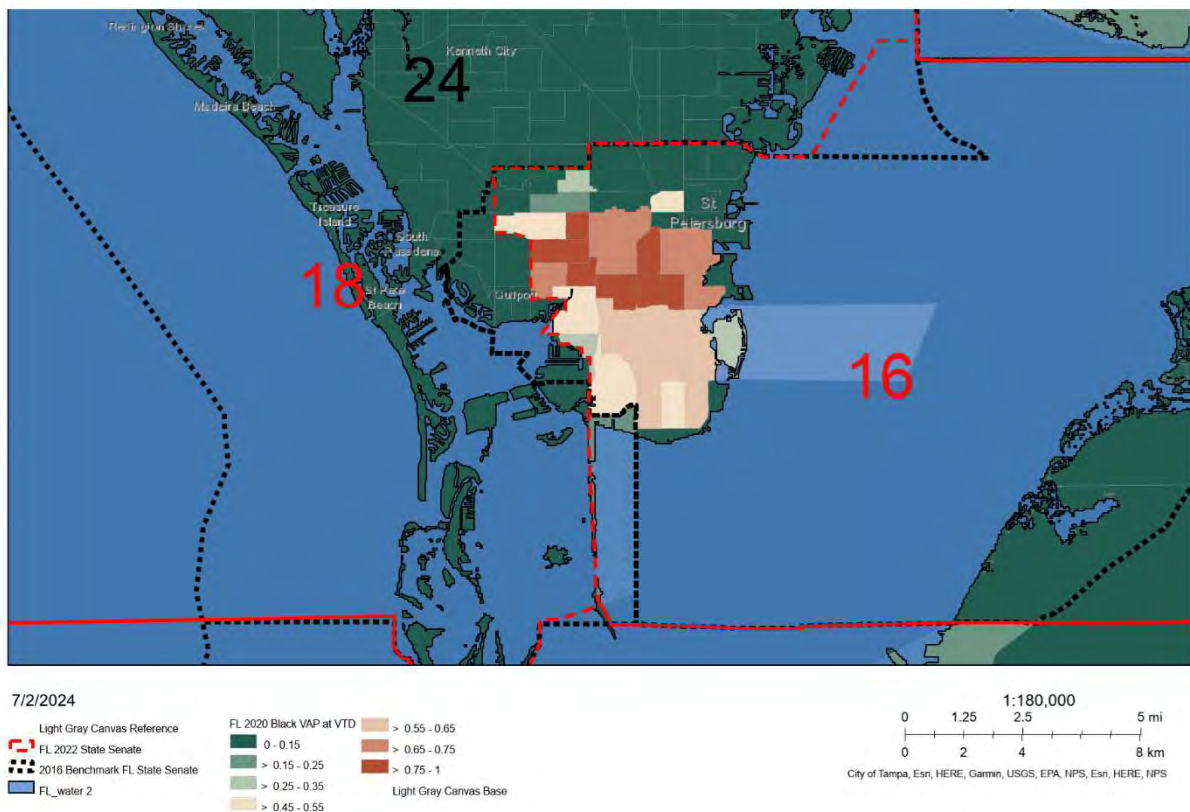 Redington Shores
Kenneth City
24
Madeira Beach
Treasure
Island
St
Petersburg
South
Pasadena
18
St Pete
Beach
Gulfport
16
7/2/2024
Light Gray Canvas Reference
FL 2022 State Senate
2016 Benchmark FL State Senate
FL_water 2
FL 2020 Black VAP at VTD
0 - 0.15
> 0.15 - 0.25
> 0.25 - 0.35
> 0.45 - 0.55
> 0.55 - 0.65
> 0.65 - 0.75
> 0.75 - 1
Light Gray Canvas Base
1:180,000
0 1.25 2.5 5 mi
0 2 4 8 km
City of Tampa, Esri, HERE, Garmin, USGS, EPA, NPS, Esri, HERE, NPS